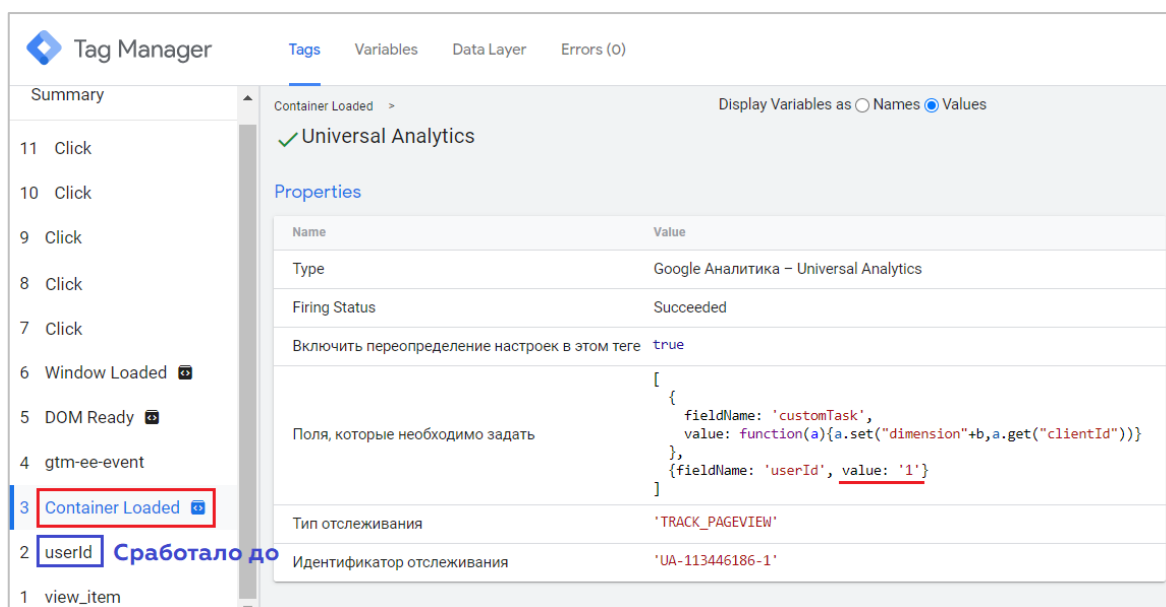 Tag Manager
Tags Variables Data Layer Errors (0)
Summary
11 Click
10 Click
9 Click
8 Click
7 Click
6 Window Loaded
5 DOM Ready
4 gtm-ee-event
3 Container Loaded
2 userId Сработало до
1 view_item
Container Loaded > Display Variables as Names Values
Universal Analytics
Properties
Name Value
Type Google Аналитика – Universal Analytics
Firing Status Succeeded
Включить переопределение настроек в этом теге true
Поля, которые необходимо задать
[
{
fieldName: 'customTask',
value: function(a){a.set("dimension"+b,a.get("clientId"))}
},
{fieldName: 'userId', value: '1'}
]
Тип отслеживания 'TRACK_PAGEVIEW'
Идентификатор отслеживания 'UA-113446186-1'